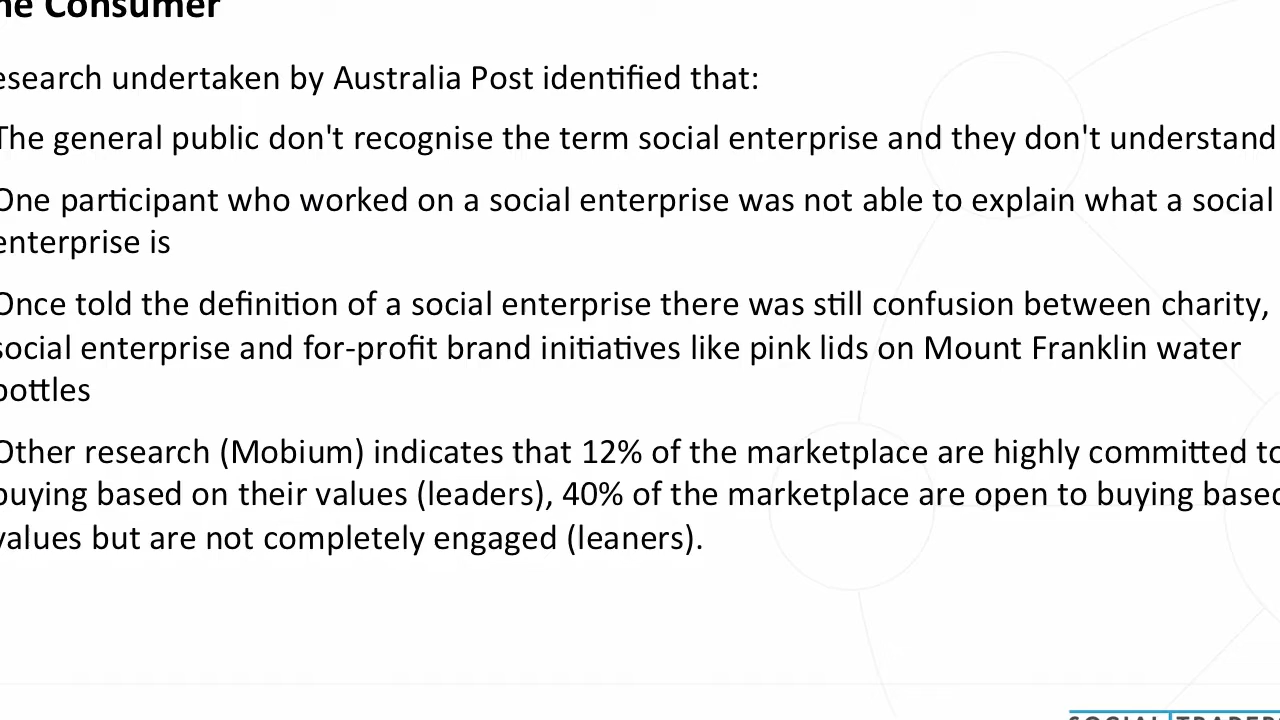 he Consumer
esearch undertaken by Australia Post identified that:
The general public don't recognise the term social enterprise and they don't understand
One participant who worked on a social enterprise was not able to explain what a social
enterprise is
Once told the definition of a social enterprise there was still confusion between charity,
social enterprise and for-profit brand initiatives like pink lids on Mount Franklin water
bottles
Other research (Mobium) indicates that 12% of the marketplace are highly committed to
buying based on their values (leaders), 40% of the marketplace are open to buying based
values but are not completely engaged (leaners).
SOCIAL TRADER